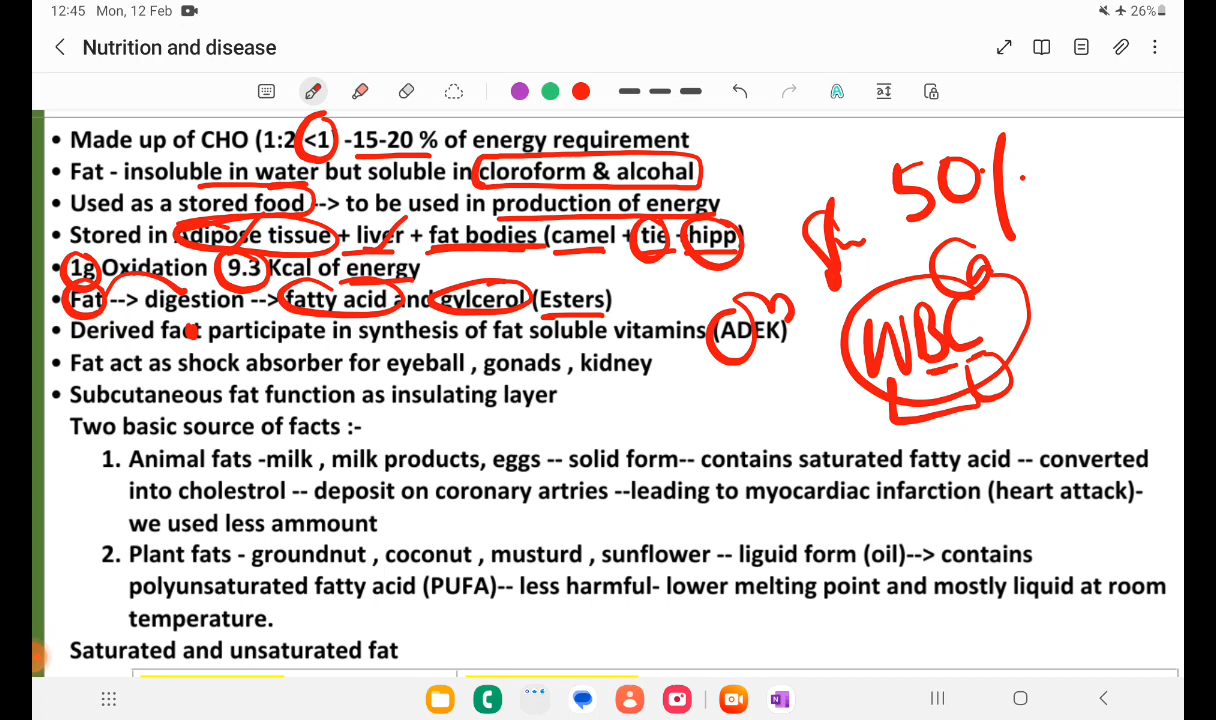 12:45 Mon, 12 Feb
26%
Nutrition and disease
• Made up of CHO (1:2 <1) -15-20 % of energy requirement
• Fat - insoluble in water but soluble in cloroform & alcohal
• Used as a stored food --> to be used in production of energy
• Stored in Adipose tissue + liver + fat bodies (camel + tie + hipp)
• 1g Oxidation 9.3 Kcal of energy
• Fat --> digestion --> fatty acid and gylcerol (Esters)
• Derived fact participate in synthesis of fat soluble vitamins (ADEK)
• Fat act as shock absorber for eyeball , gonads , kidney
• Subcutaneous fat function as insulating layer
Two basic source of facts :-
1. Animal fats -milk , milk products, eggs -- solid form-- contains saturated fatty acid -- converted
into cholestrol -- deposit on coronary artries --leading to myocardiac infarction (heart attack)-
we used less ammount
2. Plant fats - groundnut , coconut , musturd , sunflower -- liguid form (oil)--> contains
polyunsaturated fatty acid (PUFA)-- less harmful- lower melting point and mostly liquid at room
temperature.
Saturated and unsaturated fat
50%
WBC